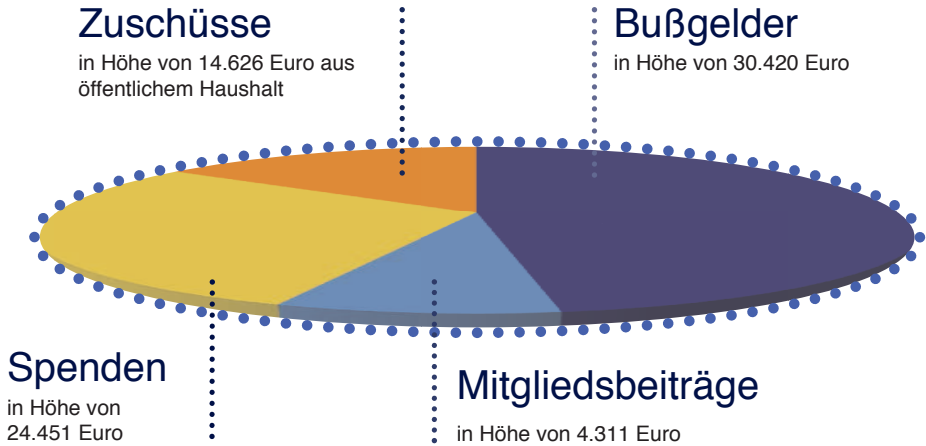 Zuschüsse
in Höhe von 14.626 Euro aus
öffentlichem Haushalt
Bußgelder
in Höhe von 30.420 Euro
Spenden
in Höhe von
24.451 Euro
Mitgliedsbeiträge
in Höhe von 4.311 Euro